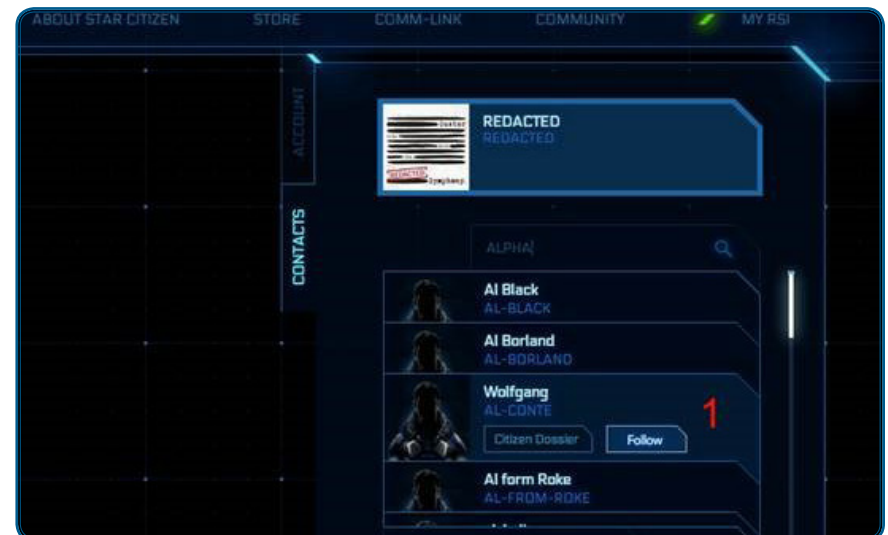 ABOUT STAR CITIZEN STORE COMM-LINK COMMUNITY MY RSI
ACCOUNT
CONTACTS
REDACTED
REDACTED
REDACTED
Symphony
ALPHA
Al Black
AL-BLACK
Al Borland
AL-BORLAND
Wolfgang
AL-CONTE
1
Citizen Dossier Follow
Al form Roke
AL-FROM-ROKE